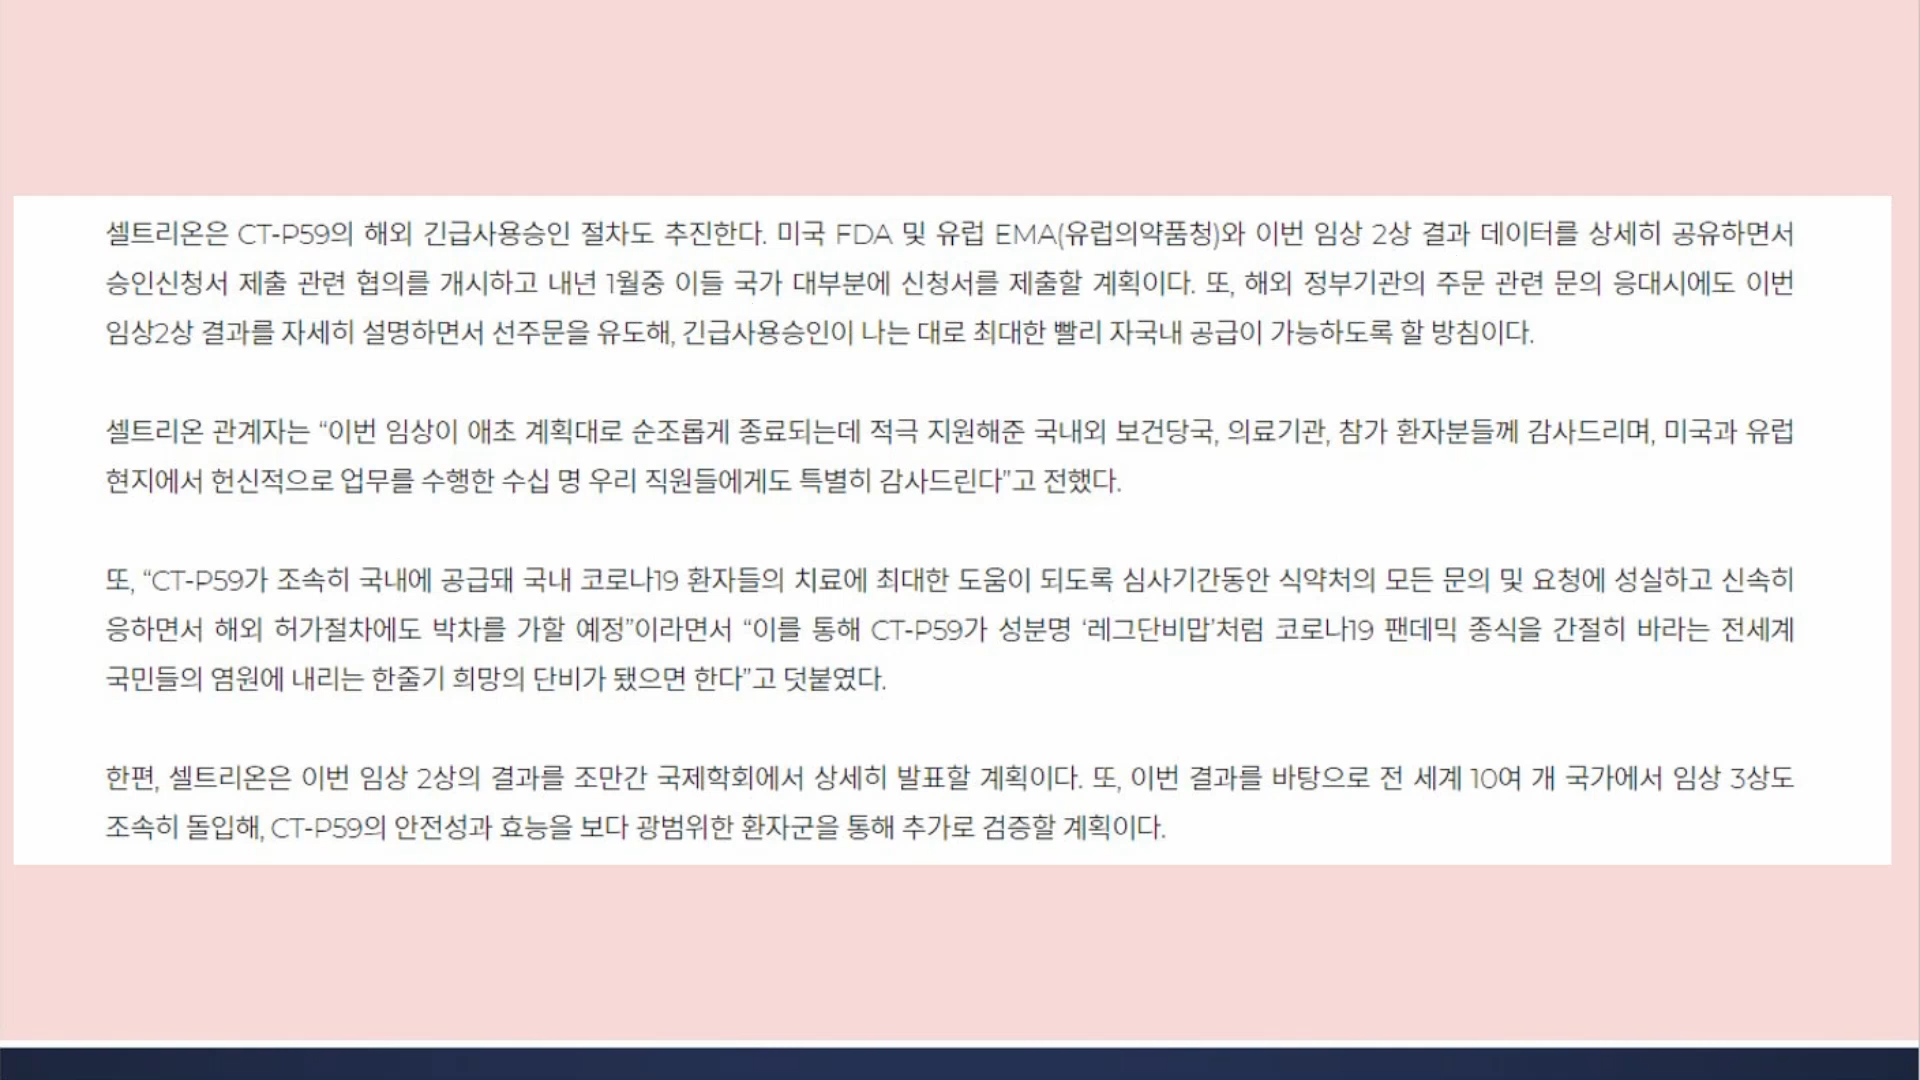 셀트리온은 CT-P59의 해외 긴급사용승인 절차도 추진한다. 미국 FDA 및 유럽 EMA(유럽의약품청)와 이번 임상 2상 결과 데이터를 상세히 공유하면서
승인신청서 제출 관련 협의를 개시하고 내년 1월중 이들 국가 대부분에 신청서를 제출할 계획이다. 또, 해외 정부기관의 주문 관련 문의 응대시에도 이번
임상2상 결과를 자세히 설명하면서 선주문을 유도해, 긴급사용승인이 나는 대로 최대한 빨리 자국내 공급이 가능하도록 할 방침이다.
셀트리온 관계자는 “이번 임상이 애초 계획대로 순조롭게 종료되는데 적극 지원해준 국내외 보건당국, 의료기관, 참가 환자분들께 감사드리며, 미국과 유럽
현지에서 헌신적으로 업무를 수행한 수십 명 우리 직원들에게도 특별히 감사드린다”고 전했다.
또, “CT-P59가 조속히 국내에 공급돼 국내 코로나19 환자들의 치료에 최대한 도움이 되도록 심사기간동안 식약처의 모든 문의 및 요청에 성실하고 신속히
응하면서 해외 허가절차에도 박차를 가할 예정”이라면서 “이를 통해 CT-P59가 성분명 ‘레그단비맙’처럼 코로나19 팬데믹 종식을 간절히 바라는 전세계
국민들의 염원에 내리는 한줄기 희망의 단비가 됐으면 한다”고 덧붙였다.
한편, 셀트리온은 이번 임상 2상의 결과를 조만간 국제학회에서 상세히 발표할 계획이다. 또, 이번 결과를 바탕으로 전 세계 10여 개 국가에서 임상 3상도
조속히 돌입해, CT-P59의 안전성과 효능을 보다 광범위한 환자군을 통해 추가로 검증할 계획이다.